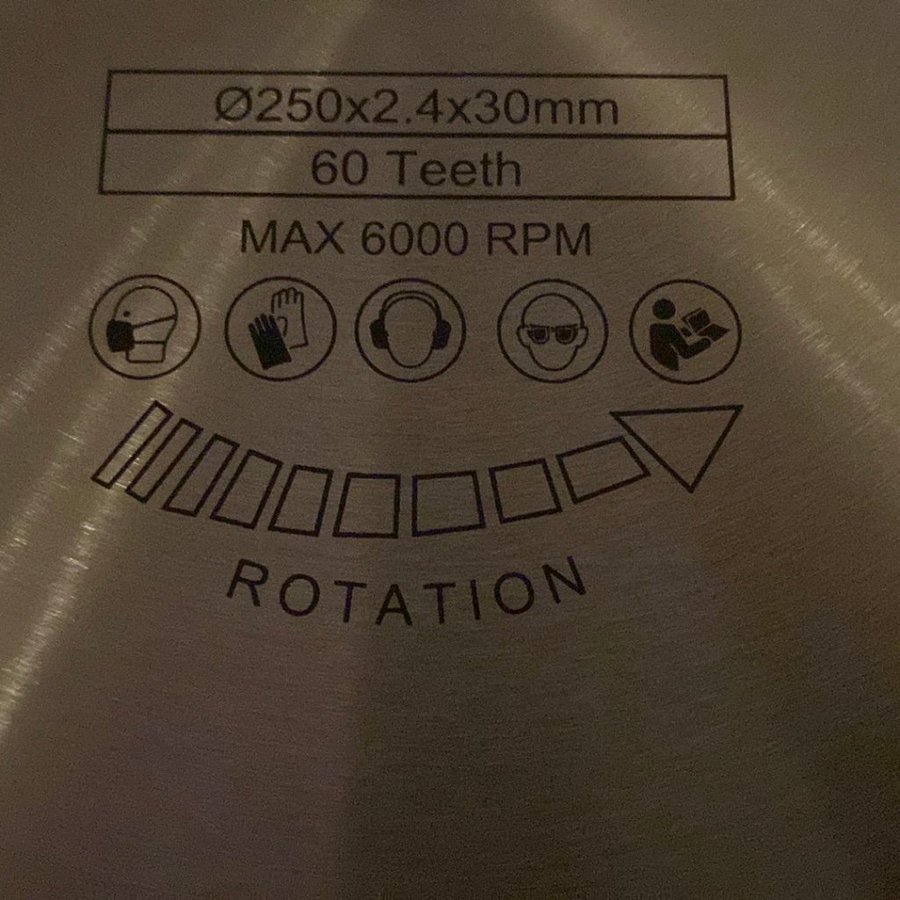 Ø250x2.4x30mm
60 Teeth
MAX 6000 RPM
ROTATION